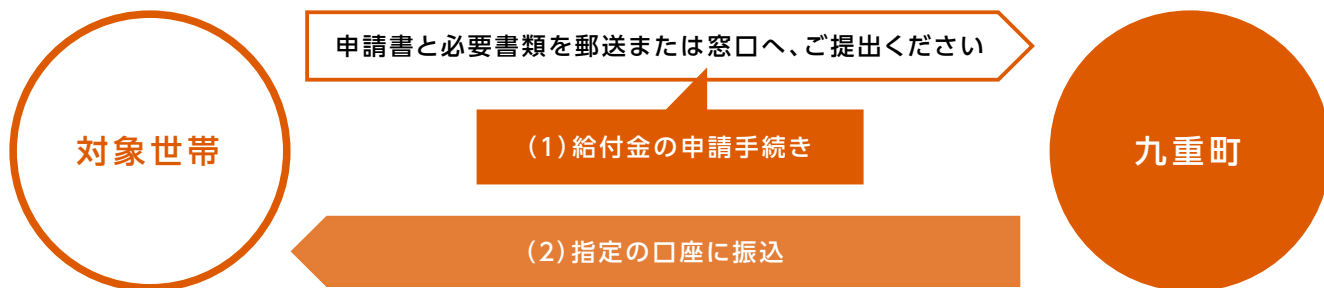 申請書と必要書類を郵送または窓口へ、ご提出ください
対象世帯
(1)給付金の申請手続き
九重町
(2)指定の口座に振込